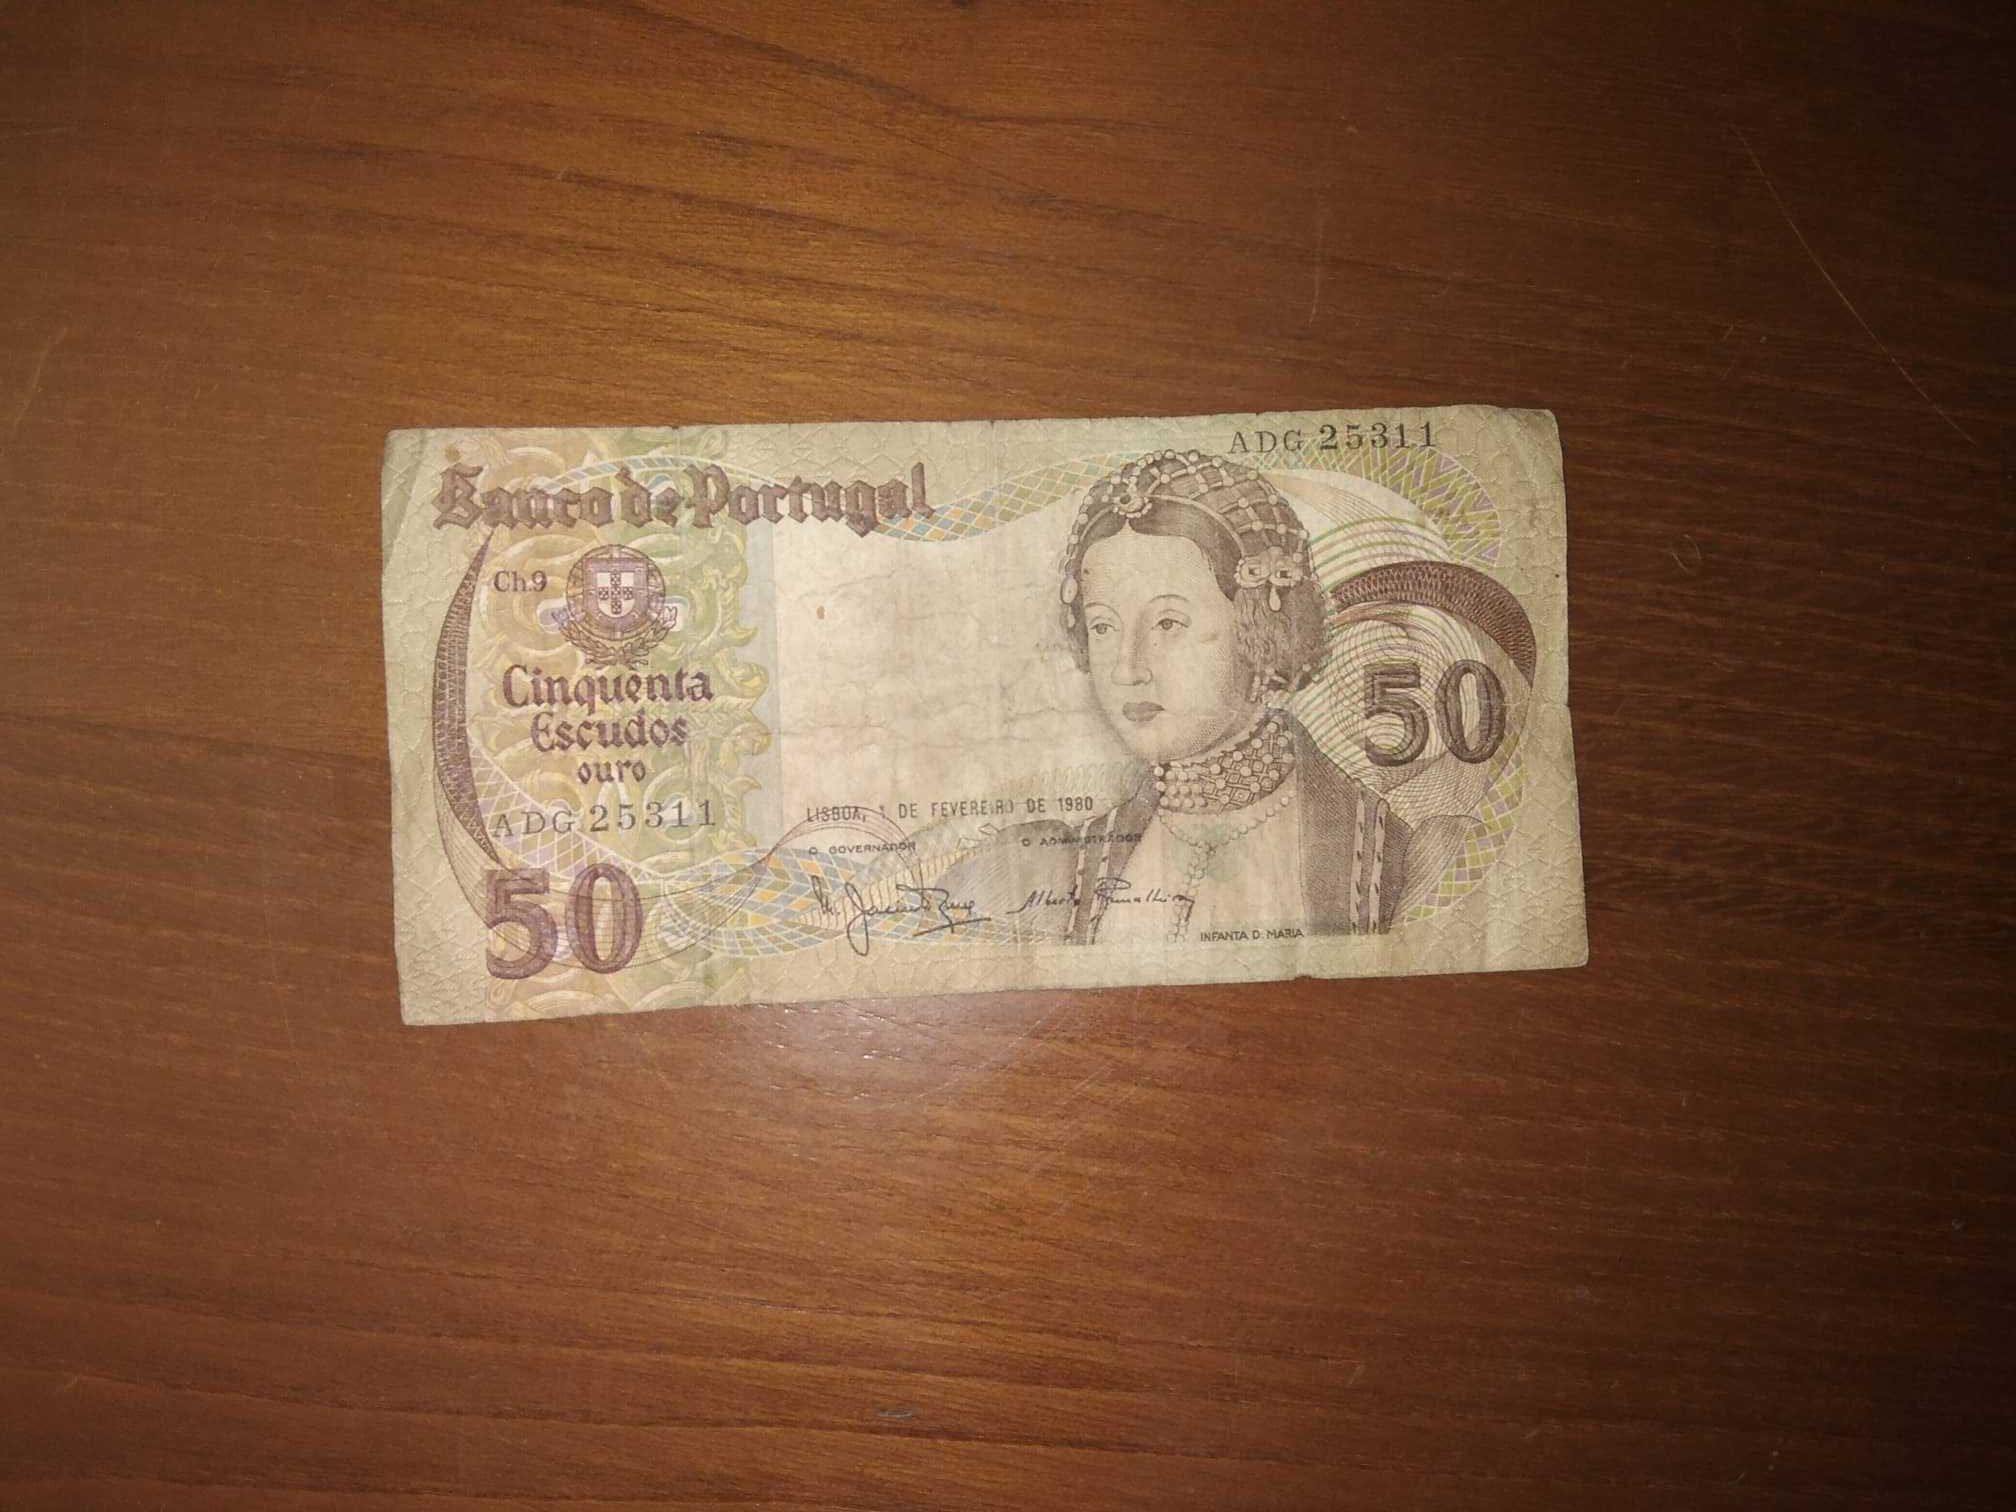 ADG 25311
Banco de Portugal
Ch.9
Cinquenta
Escudos
ouro
50
ADG 25311
LISBOA, 1 DE FEVEREIRO DE 1980
O GOVERNADOR O ADMINISTRADOR
50
INFANTA D. MARIA